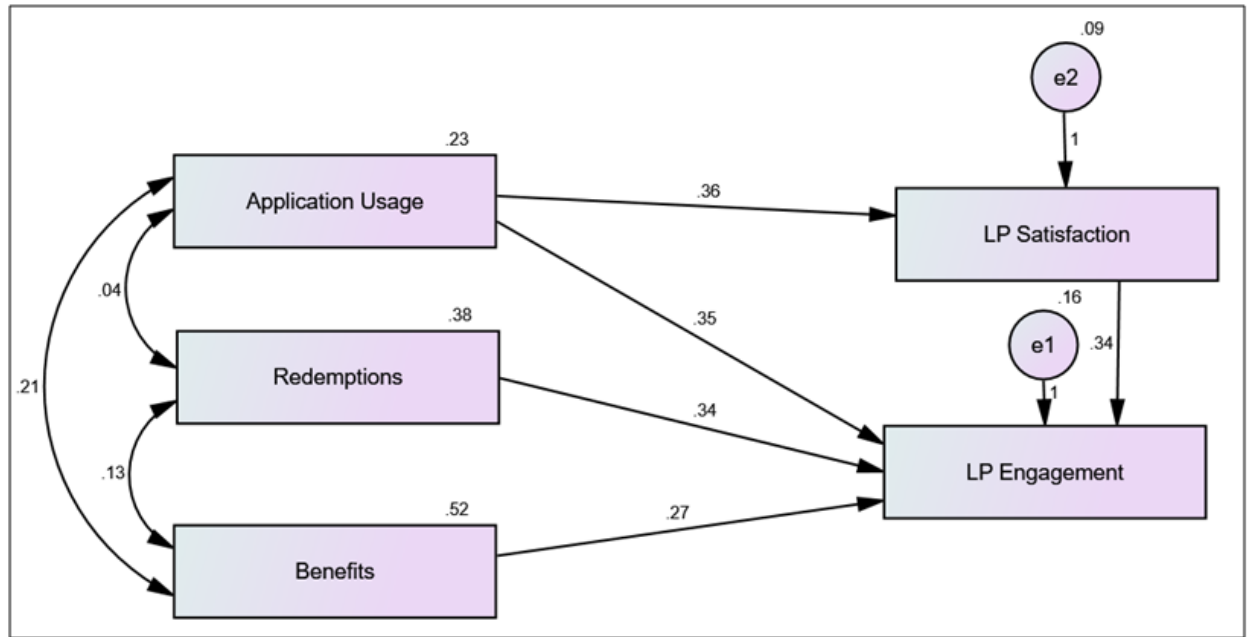 .09
e2
1
.23
Application Usage
.36
LP Satisfaction
.04
.16
.35
e1
.34
.38
Redemptions
1
.21
.34
LP Engagement
.13
.52
.27
Benefits